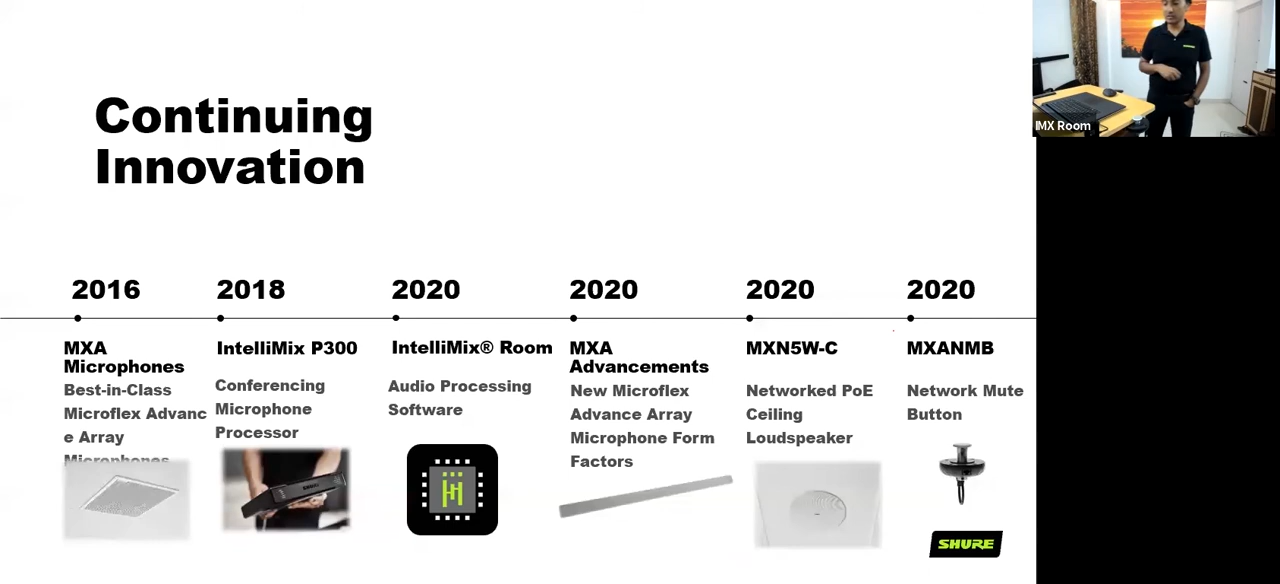 Continuing
Innovation
IMX Room
2016
2018
2020
2020
2020
2020
MXA
Microphones
Best-in-Class
Microflex Advanc
e Array
Microphones
IntelliMix P300
Conferencing
Microphone
Processor
SHURE
IntelliMix® Room
Audio Processing
Software
MXA
Advancements
New Microflex
Advance Array
Microphone Form
Factors
MXN5W-C
Networked PoE
Ceiling
Loudspeaker
MXANMB
Network Mute
Button
SHURE